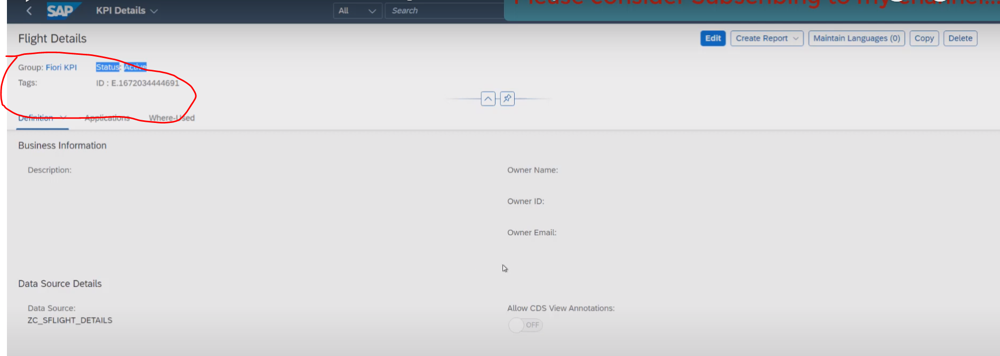 SAP KPI Details All Search
Please consider Subscribing to my channel...
Flight Details
Edit Create Report Maintain Languages (0) Copy Delete
Group: Fiori KPI Status: Active
Tags: ID : E.1672034444691
Definition Applications Where-Used
Business Information
Description: Owner Name:
Owner ID:
Owner Email:
Data Source Details
Data Source: Allow CDS View Annotations:
ZC_SFLIGHT_DETAILS OFF